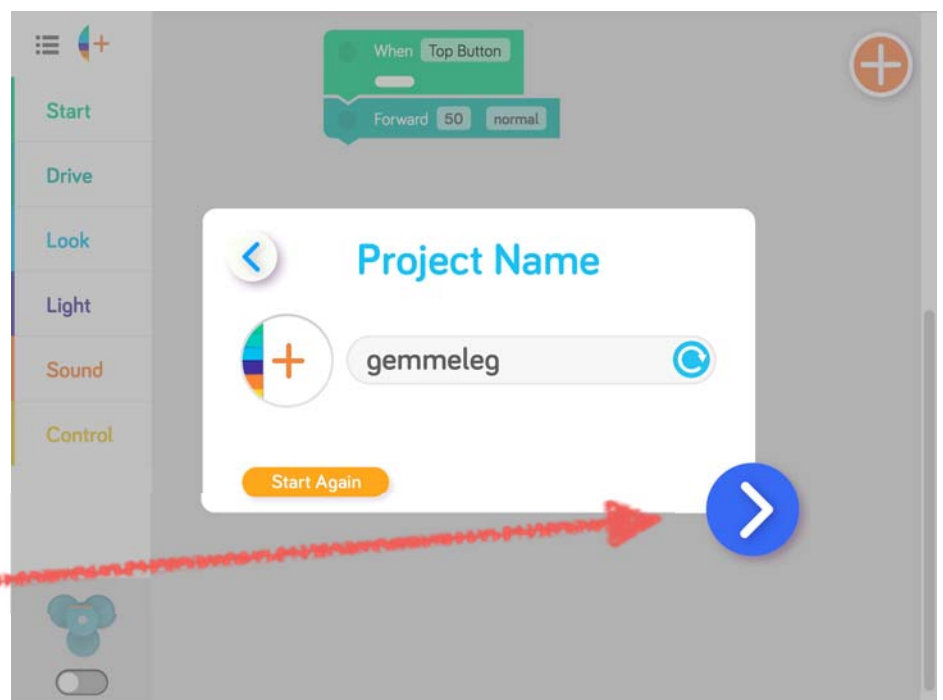 When Top Button
Forward 50 normal
Start
Drive
Look
Light
Sound
Control
Project Name
gemmeleg
Start Again